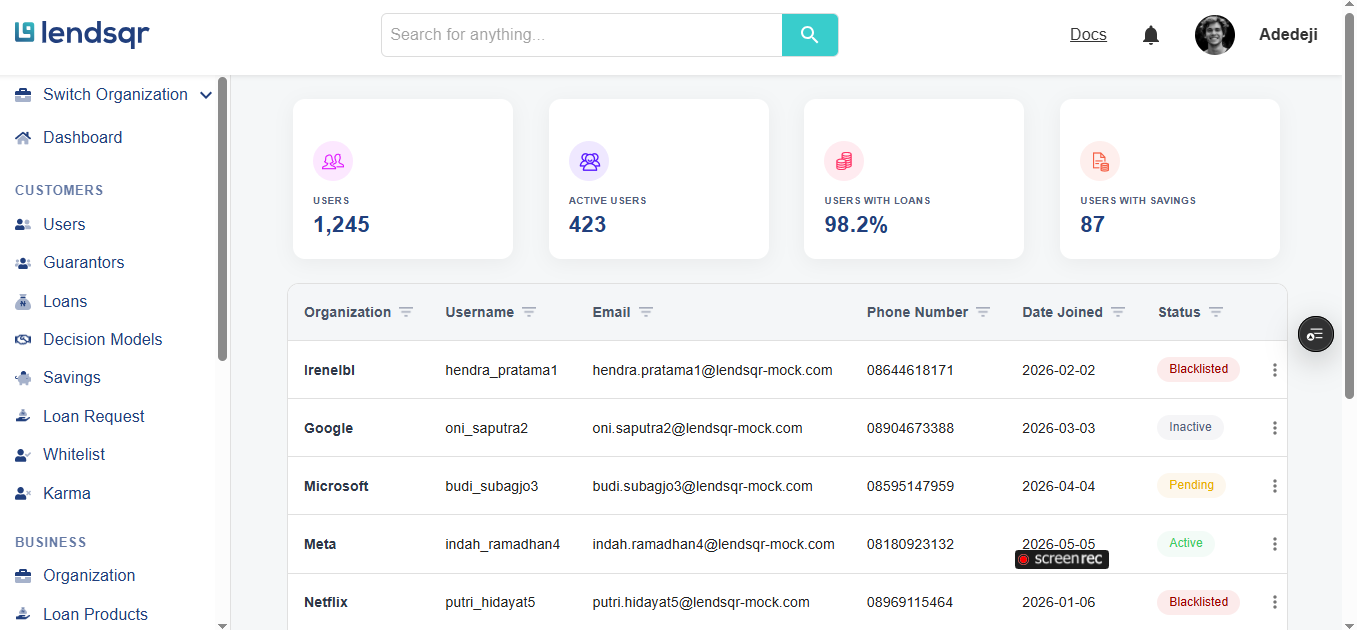 lendsqr
Search for anything...
Docs
Adedeji
Switch Organization
Dashboard
CUSTOMERS
Users
Guarantors
Loans
Decision Models
Savings
Loan Request
Whitelist
Karma
BUSINESS
Organization
Loan Products
USERS
1,245
ACTIVE USERS
423
USERS WITH LOANS
98.2%
USERS WITH SAVINGS
87
Organization Username Email Phone Number Date Joined Status
Irenelbl hendra_pratama1 hendra.pratama1@lendsqr-mock.com 08644618171 2026-02-02 Blacklisted
Google oni_saputra2 oni.saputra2@lendsqr-mock.com 08904673388 2026-03-03 Inactive
Microsoft budi_subagjo3 budi.subagjo3@lendsqr-mock.com 08595147959 2026-04-04 Pending
Meta indah_ramadhan4 indah.ramadhan4@lendsqr-mock.com 08180923132 2026-05-05 Active
screenrec
Netflix putri_hidayat5 putri.hidayat5@lendsqr-mock.com 08969115464 2026-01-06 Blacklisted